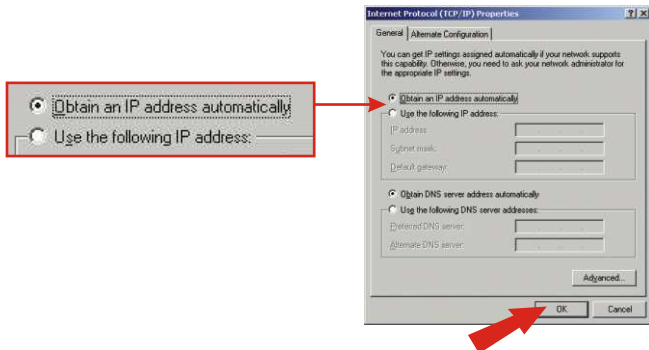 Obtain an IP address automatically
Use the following IP address:
Internet Protocol (TCP/IP) Properties
General
Alternate Configuration
You can get IP settings assigned automatically if your network supports
this capability. Otherwise, you need to ask your network administrator for
the appropriate IP settings.
Obtain an IP address automatically
Use the following IP address:
IP address:
Subnet mask:
Default gateway:
Obtain DNS server address automatically
Use the following DNS server addresses:
Preferred DNS server:
Alternate DNS server:
Advanced...
OK
Cancel